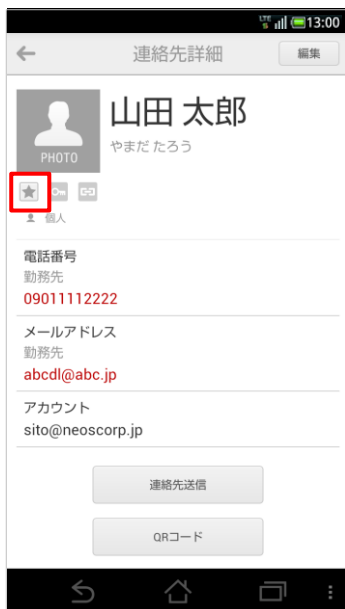 LTE 13:00
連絡先詳細
編集
山田 太郎
やまだ たろう
PHOTO
個人
電話番号
勤務先
09011112222
メールアドレス
勤務先
abcdl@abc.jp
アカウント
sito@neoscorp.jp
連絡先送信
QRコード